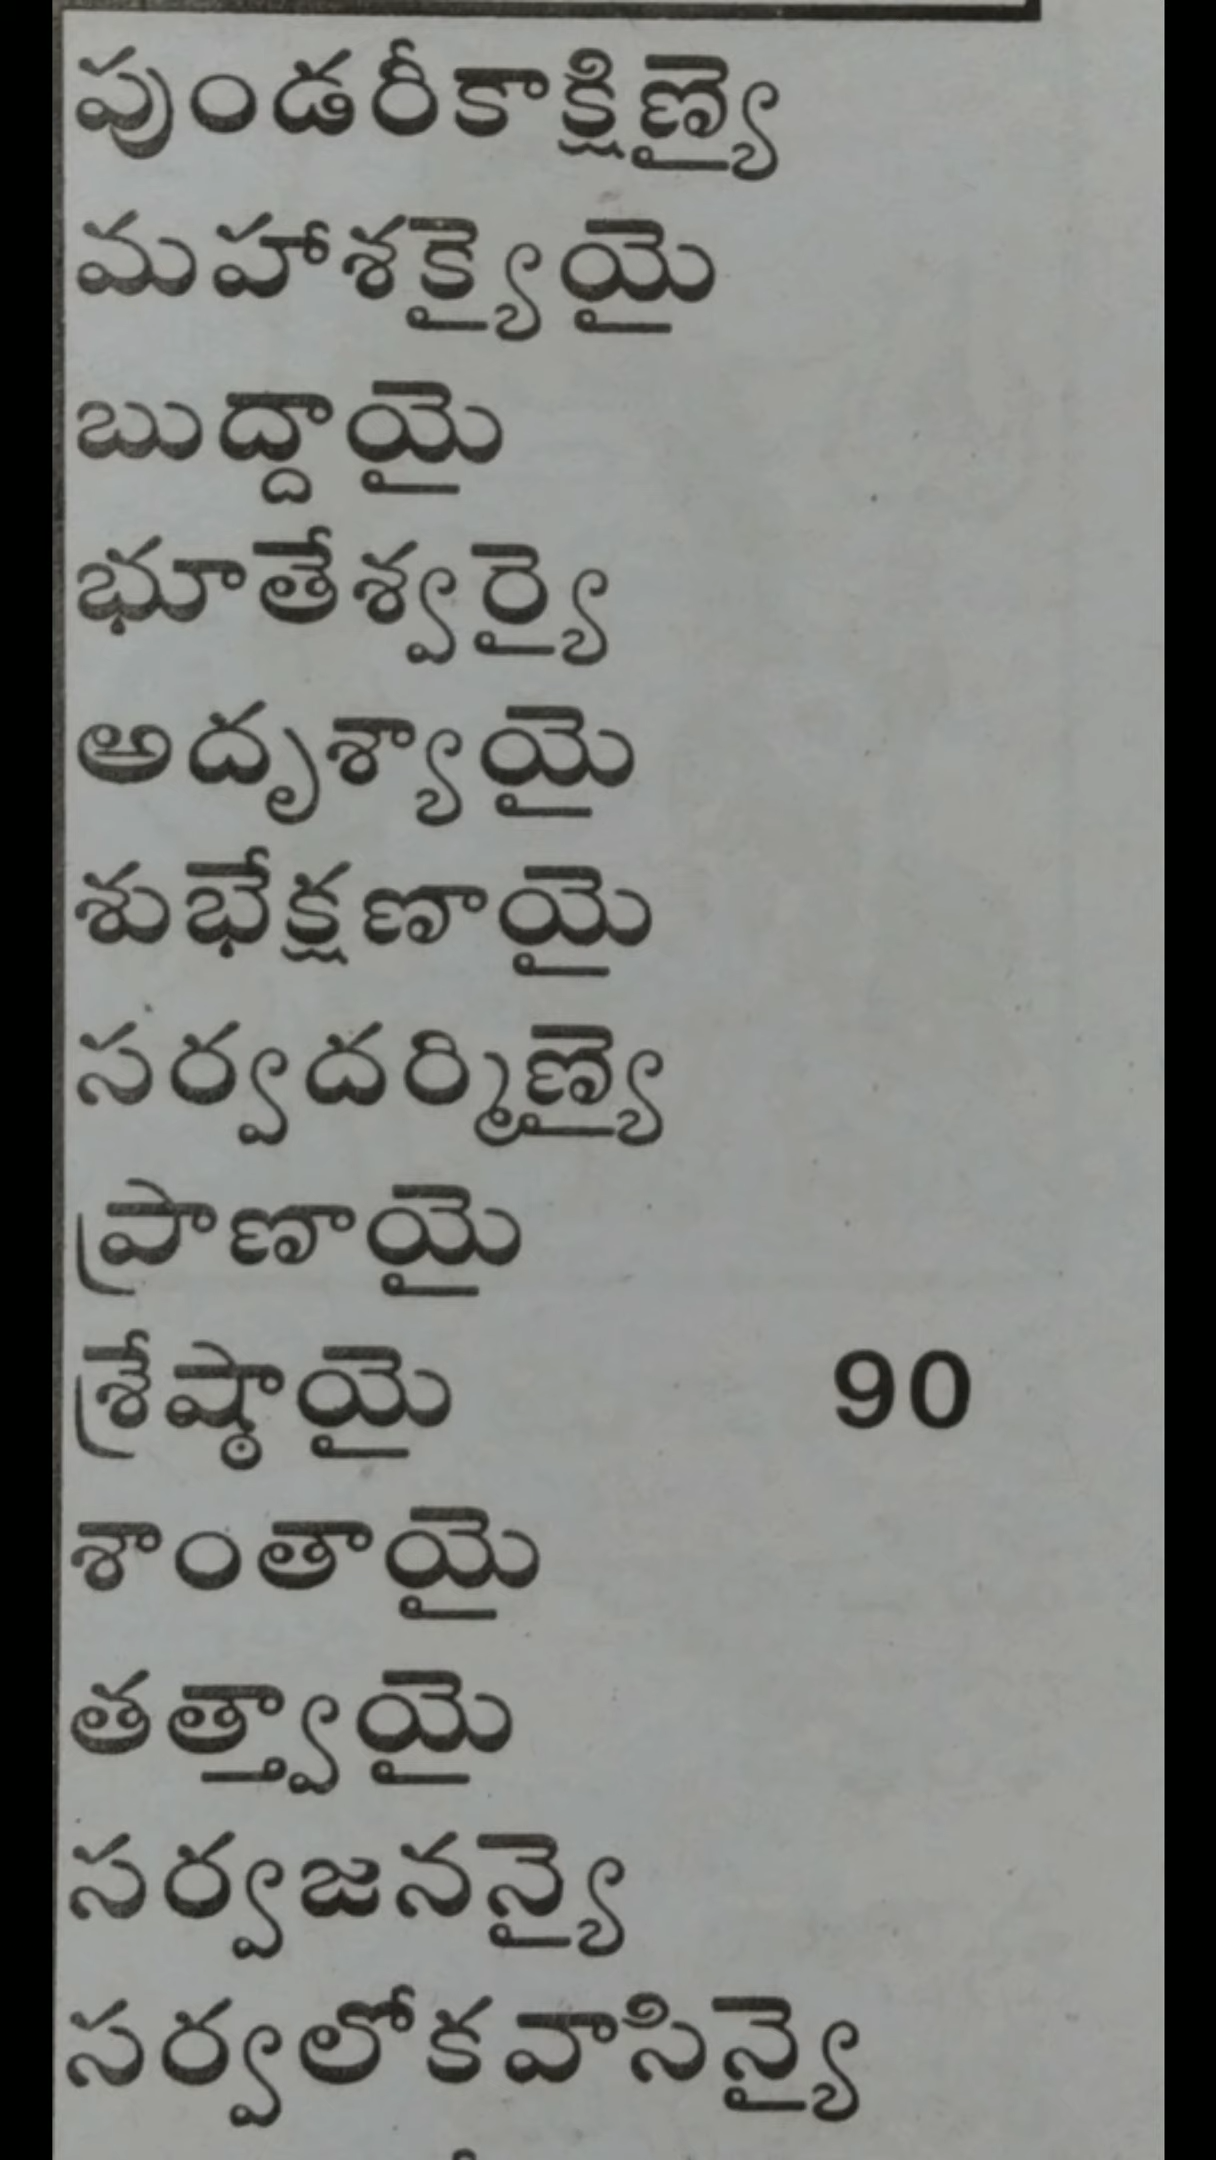 పుండరీకాక్షిణ్యై
మహాశక్యైయై
బుద్దాయై
భూతేశ్వర్యై
అదృశ్యాయై
శుభేక్షణాయై
సర్వదర్మిణ్యై
ప్రాణాయై
శ్రేష్ఠాయై 90
శాంతాయై
తత్త్వాయై
సర్వజనన్యై
సర్వలోకవాసిన్యై